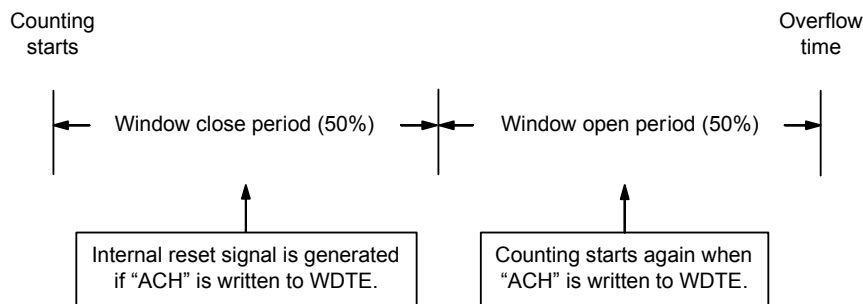 Counting
starts
Overflow
time
Window close period (50%)
Window open period (50%)
Internal reset signal is generated
if “ACH” is written to WDTE.
Counting starts again when
“ACH” is written to WDTE.